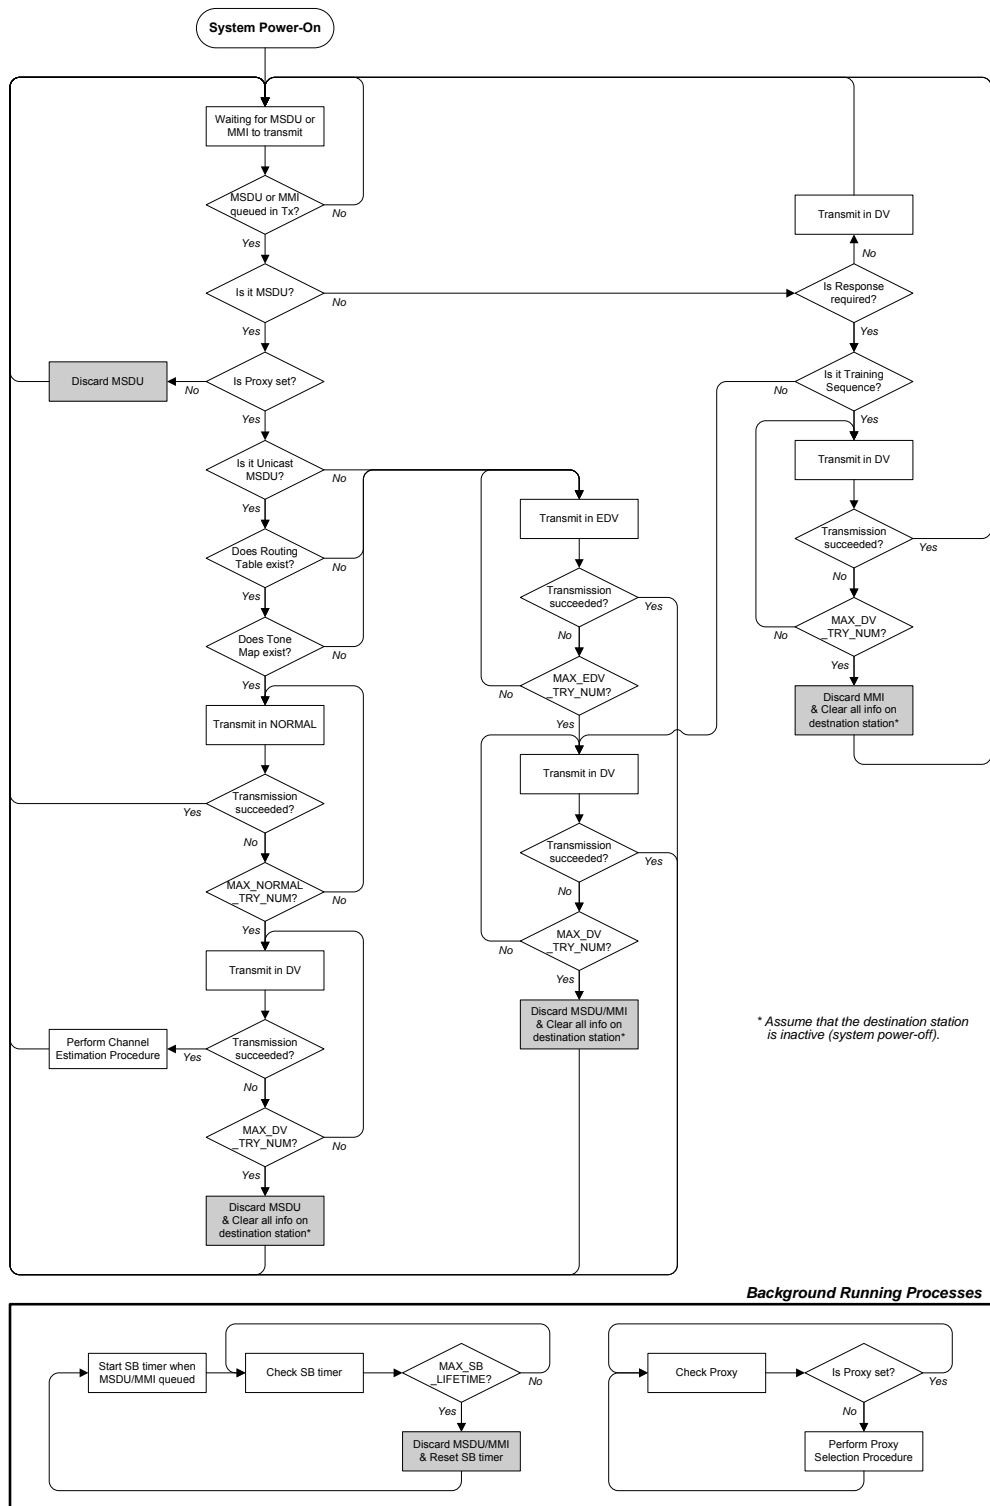 System Power-On
Waiting for MSDU or
MMI to transmit
MSDU or MMI
queued in Tx?
No
Yes
Is it MSDU?
No
Yes
Is Proxy set?
No
Discard MSDU
Yes
Is it Unicast
MSDU?
No
Yes
Does Routing
Table exist?
No
Yes
Does Tone
Map exist?
No
Yes
Transmit in NORMAL
Transmission
succeeded?
Yes
No
MAX_NORMAL
_TRY_NUM?
No
Yes
Transmit in DV
Transmission
succeeded?
Yes
Perform Channel
Estimation Procedure
No
MAX_DV
_TRY_NUM?
No
Yes
Discard MSDU
& Clear all info on
destination station*
Transmit in EDV
Transmission
succeeded?
Yes
No
MAX_EDV
_TRY_NUM?
No
Yes
Transmit in DV
Transmission
succeeded?
Yes
No
MAX_DV
_TRY_NUM?
No
Yes
Discard MSDU/MMI
& Clear all info on
destination station*
Transmit in DV
No
Is Response
required?
Yes
Is it Training
Sequence?
No
Yes
Transmit in DV
Transmission
succeeded?
Yes
No
MAX_DV
_TRY_NUM?
No
Yes
Discard MMI
& Clear all info on
destnation station*
* Assume that the destination station
is inactive (system power-off).
Background Running Processes
Start SB timer when
MSDU/MMI queued
Check SB timer
MAX_SB
_LIFETIME?
No
Yes
Discard MSDU/MMI
& Reset SB timer
Check Proxy
Is Proxy set?
Yes
No
Perform Proxy
Selection Procedure